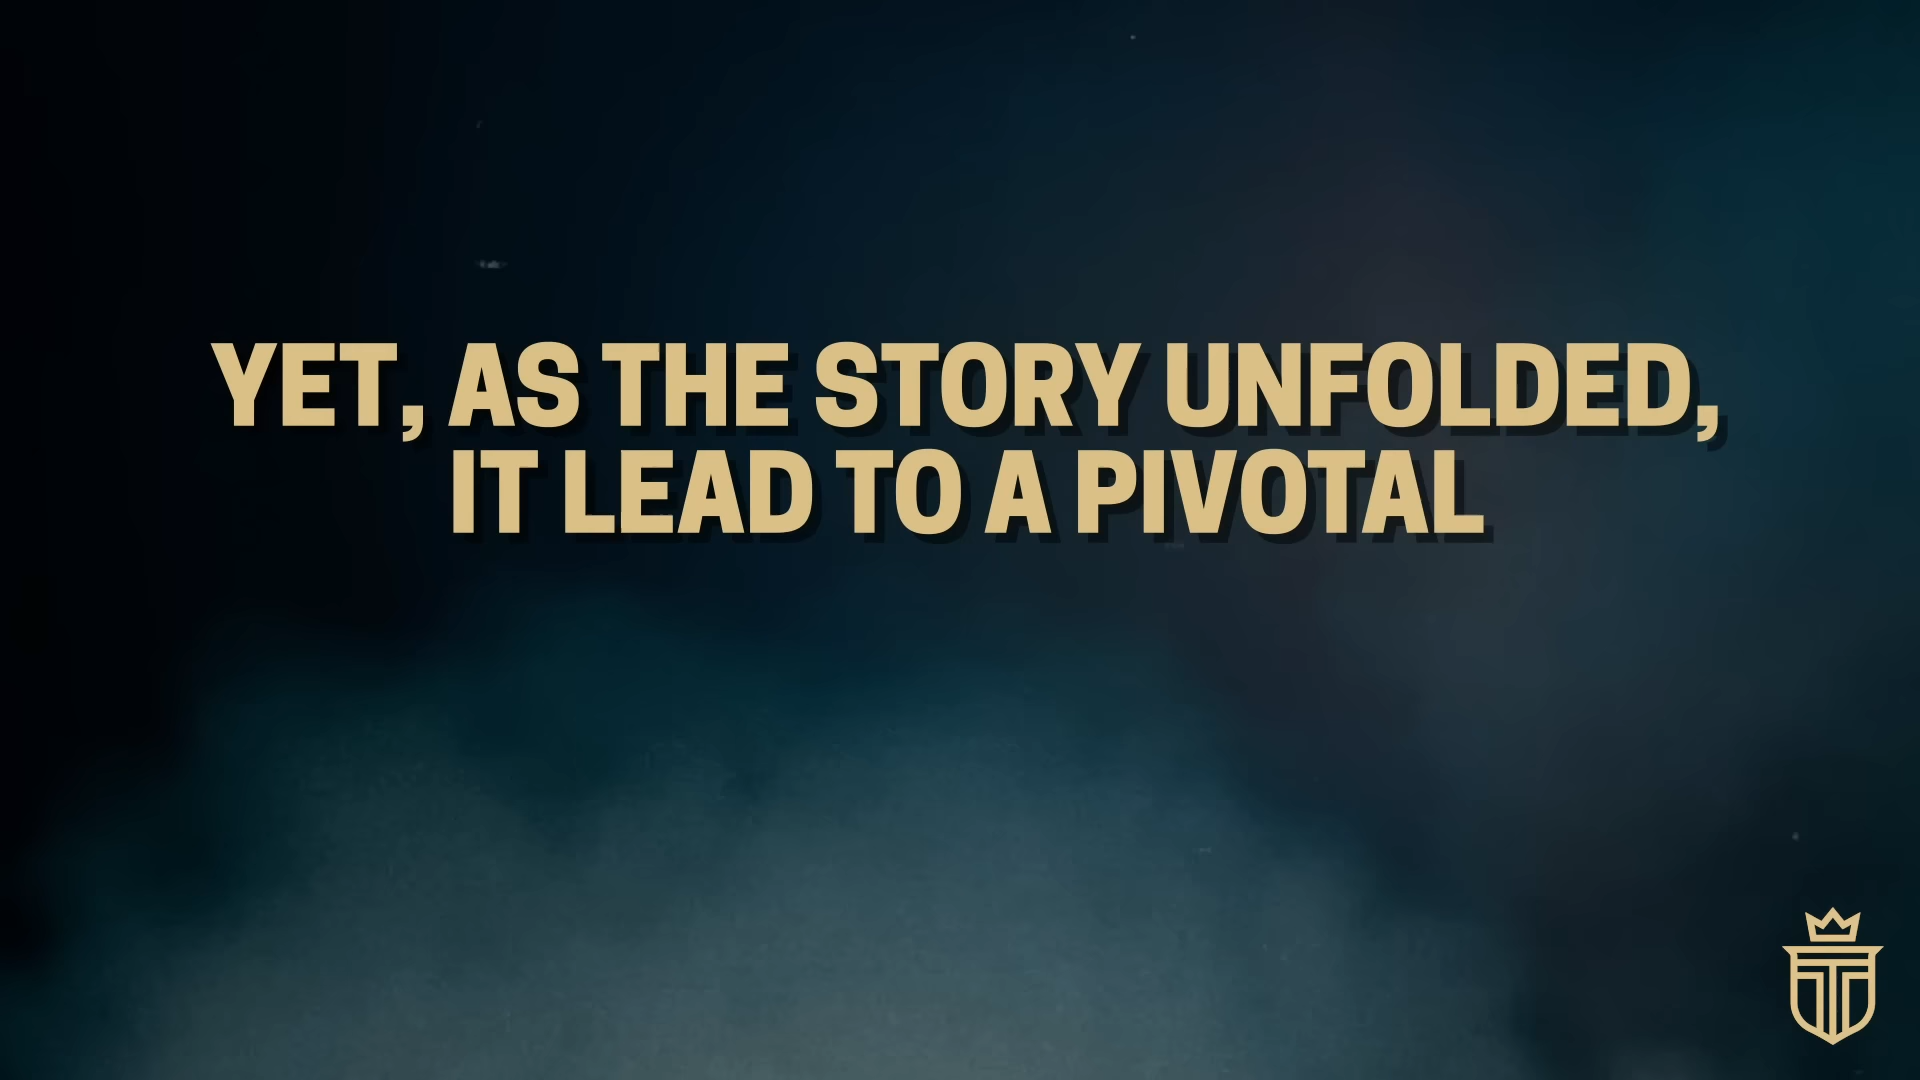 YET, AS THE STORY UNFOLDED,
IT LEAD TO A PIVOTAL